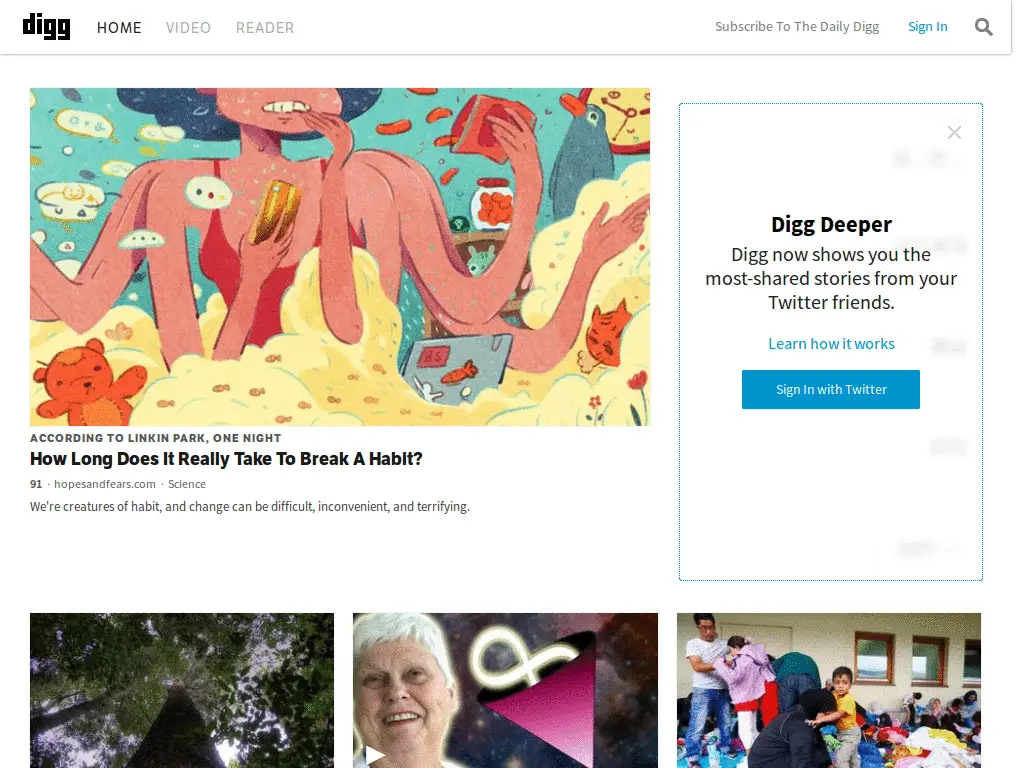 digg
HOME
VIDEO
READER
Subscribe To The Daily Digg
Sign In
Digg Deeper
Digg now shows you the
most-shared stories from your
Twitter friends.
Learn how it works
Sign In with Twitter
ACCORDING TO LINKIN PARK, ONE NIGHT
How Long Does It Really Take To Break A Habit?
91 · hopesandfears.com · Science
We're creatures of habit, and change can be difficult, inconvenient, and terrifying.